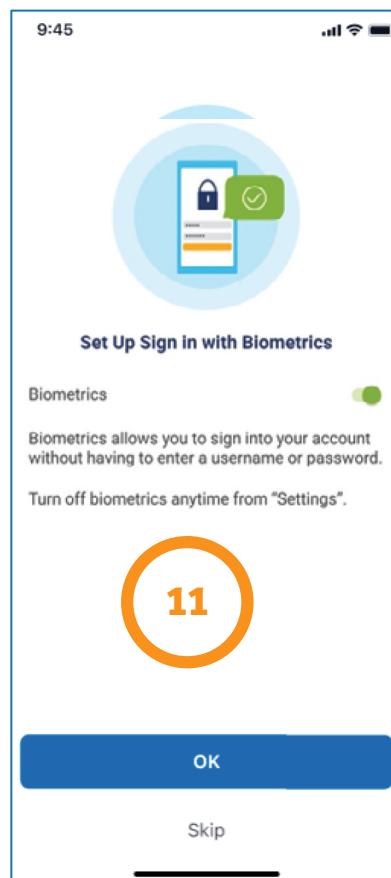 9:45
Set Up Sign in with Biometrics
Biometrics
Biometrics allows you to sign into your account
without having to enter a username or password.
Turn off biometrics anytime from “Settings”.
11
OK
Skip